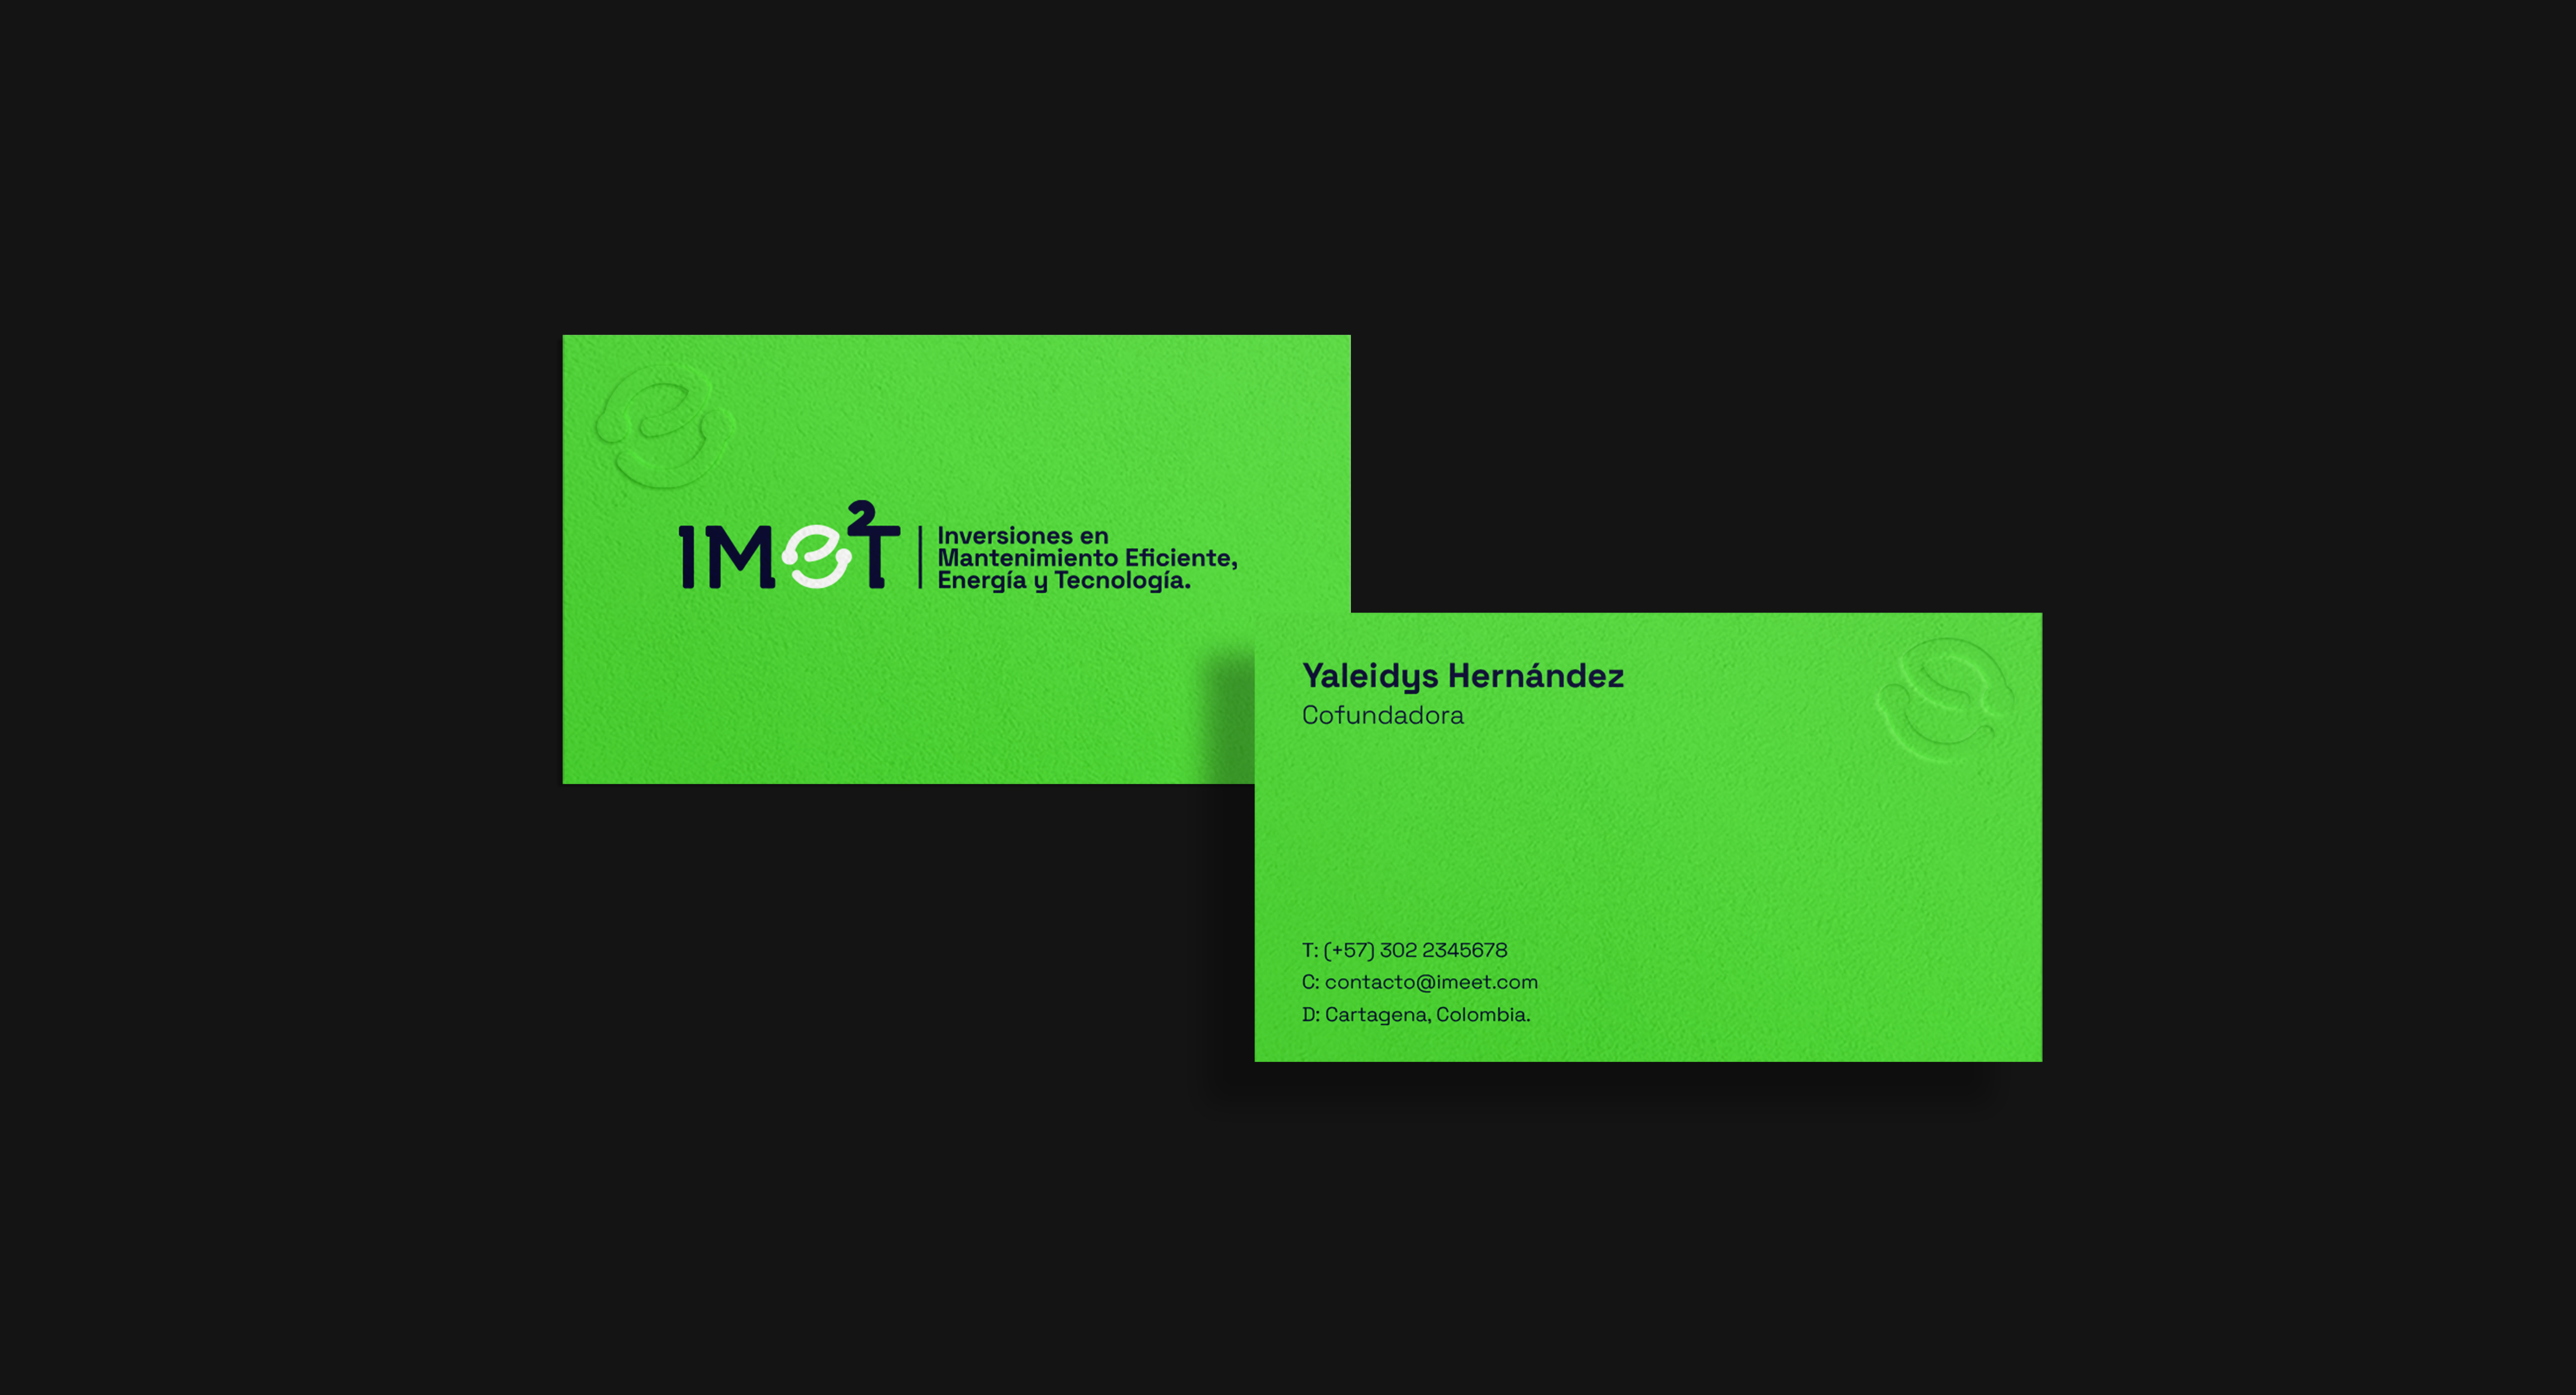 IMe²T
Inversiones en
Mantenimiento Eficiente,
Energía y Tecnología.
Yaleidys Hernández
Cofundadora
T: (+57) 302 2345678
C: contacto@imeet.com
D: Cartagena, Colombia.